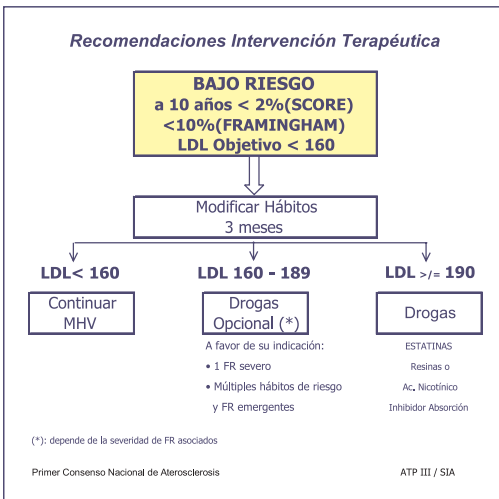 Recomendaciones Intervención Terapéutica
BAJO RIESGO
a 10 años < 2%(SCORE)
<10%(FRAMINGHAM)
LDL Objetivo < 160
Modificar Hábitos
3 meses
LDL< 160
Continuar
MHV
LDL 160 - 189
Drogas
Opcional (*)
A favor de su indicación:
• 1 FR severo
• Múltiples hábitos de riesgo
y FR emergentes
LDL >/= 190
Drogas
ESTATINAS
Resinas o
Ac. Nicotínico
Inhibidor Absorción
(*): depende de la severidad de FR asociados
Primer Consenso Nacional de Aterosclerosis
ATP III / SIA